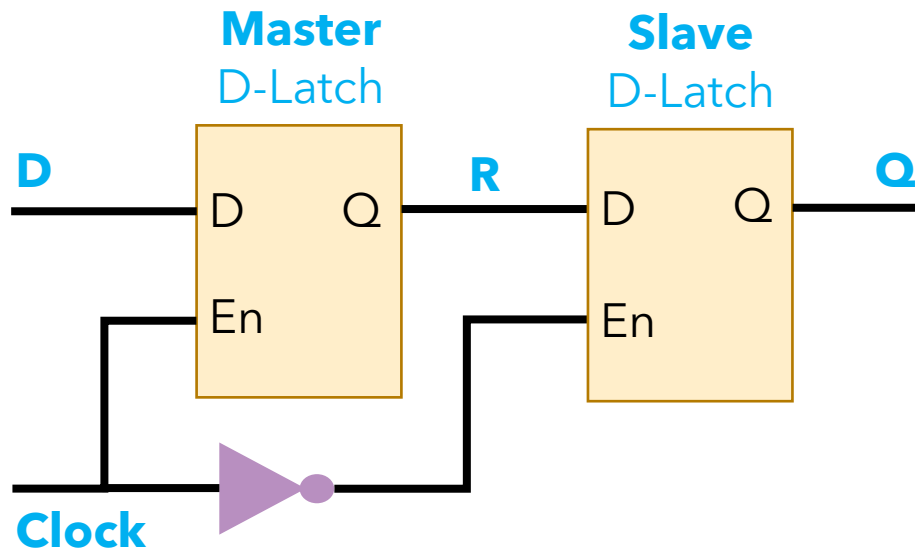 Master
D-Latch
Slave
D-Latch
D
R
Q
D
Q
D
Q
En
En
Clock